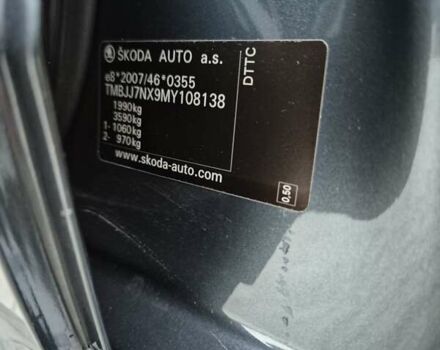 ŠKODA AUTO a.s.
e8*2007/46*0355
TMBJJ7NX9MY108138
1990kg
3590kg
1- 1060kg
2- 970kg
www.skoda-auto.com
DTTC
0,50